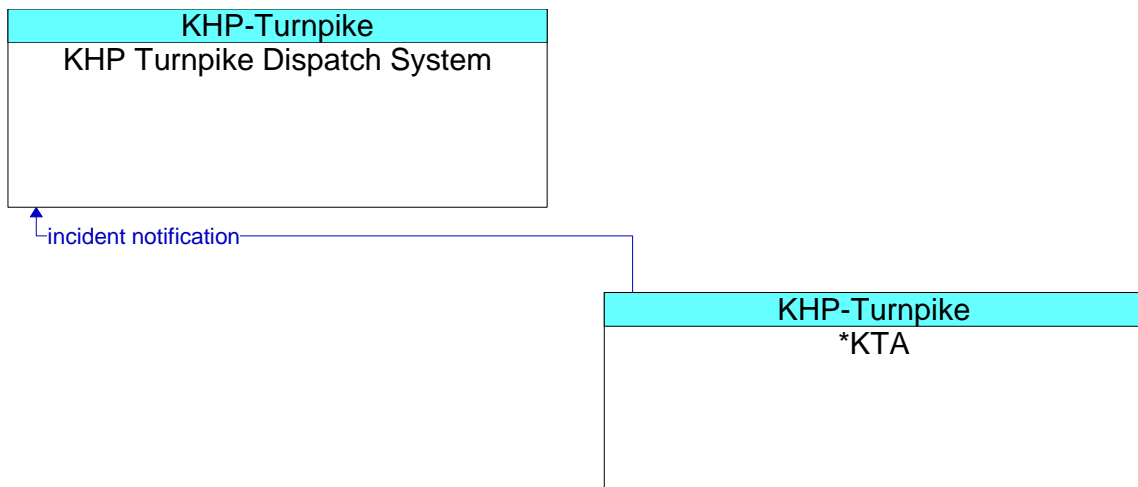 KHP-Turnpike
KHP Turnpike Dispatch System
incident notification
KHP-Turnpike
*KTA